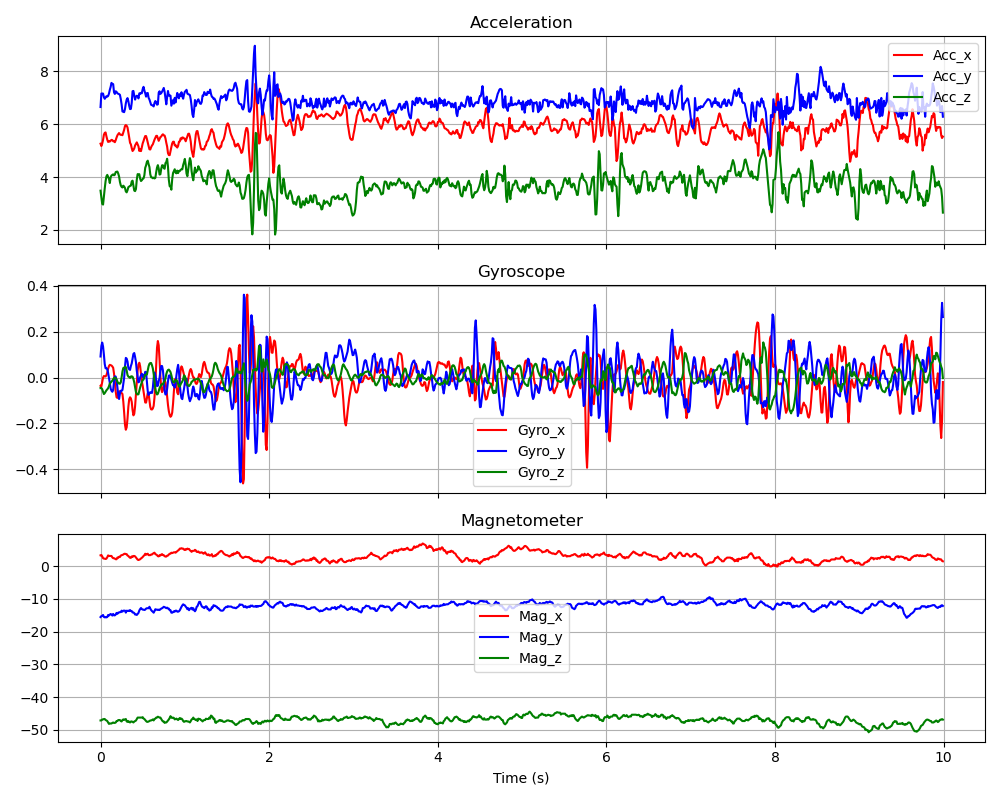 Acceleration
8
6
4
2
Acc_x
Acc_y
Acc_z
Gyroscope
0.4
0.2
0.0
−0.2
−0.4
Gyro_x
Gyro_y
Gyro_z
Magnetometer
0
−10
−20
−30
−40
−50
Mag_x
Mag_y
Mag_z
0 2 4 6 8 10
Time (s)